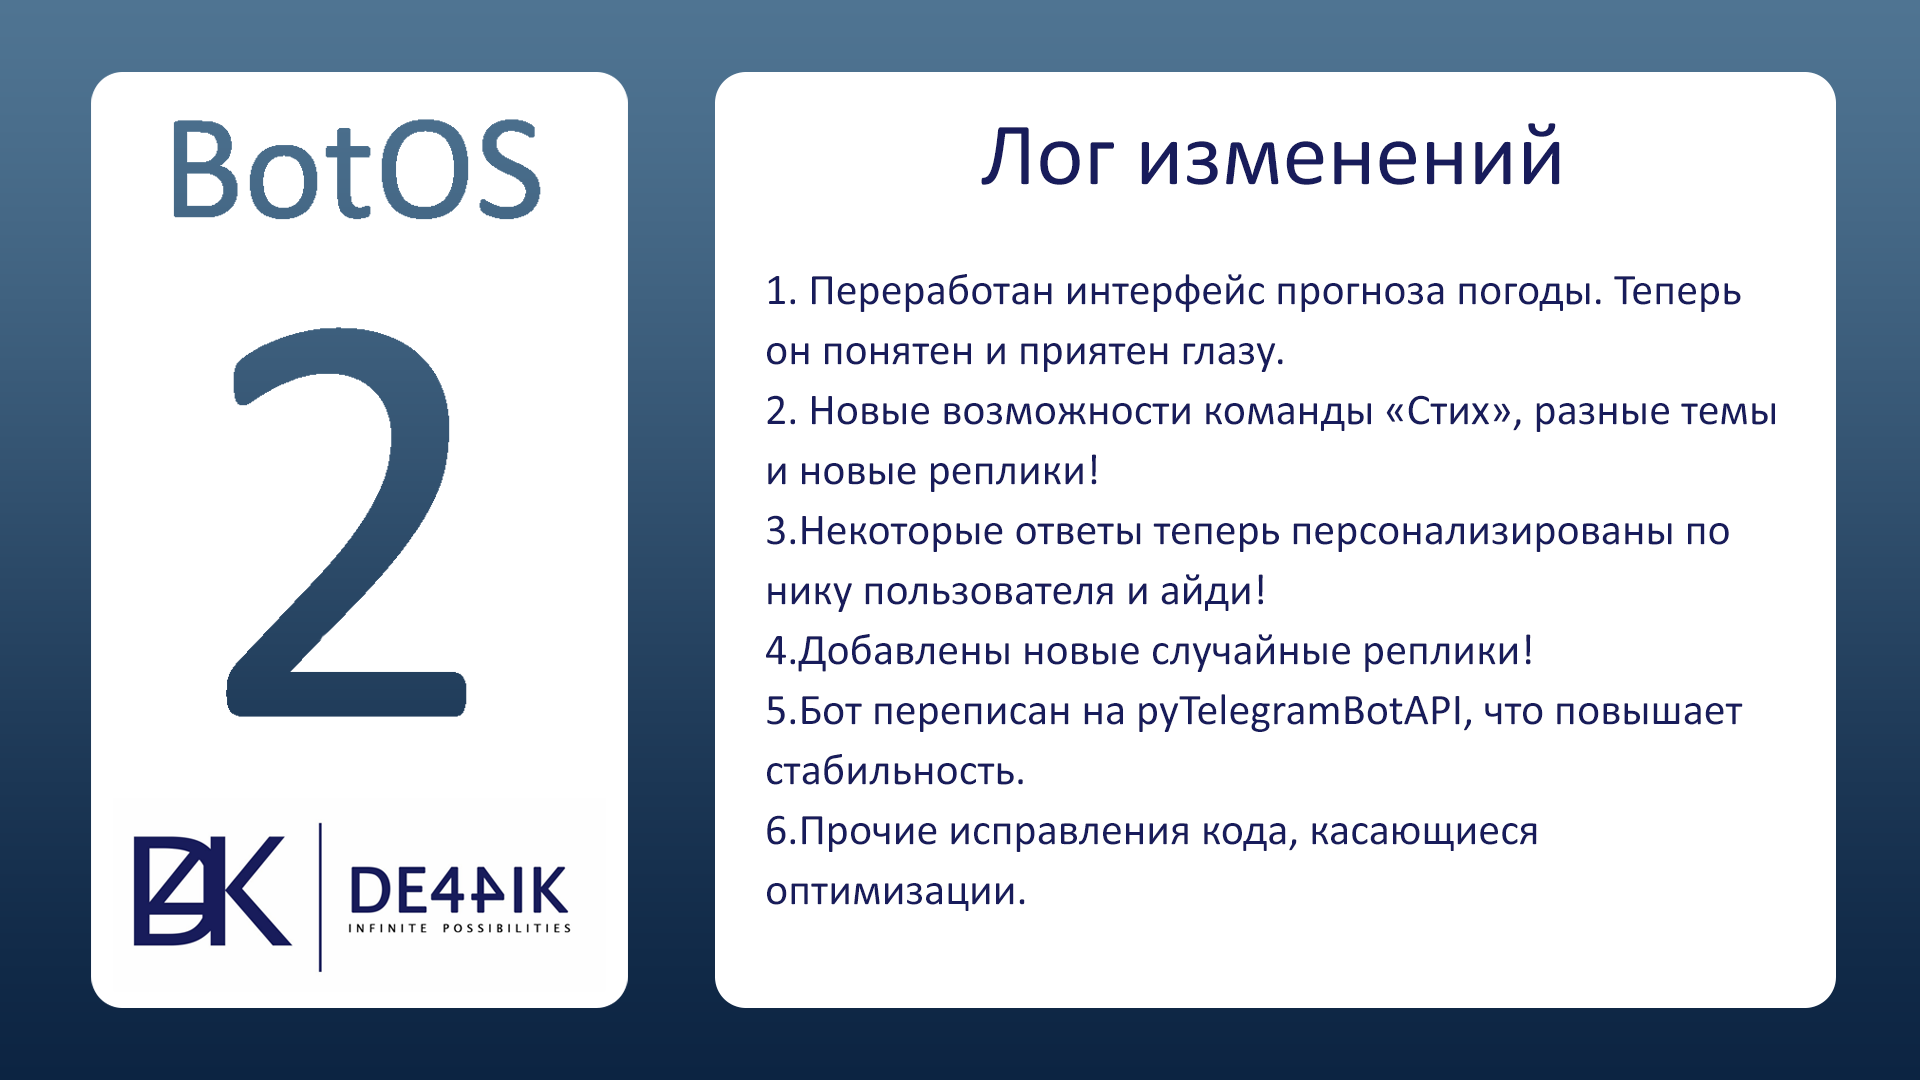 BotOS
2
DK
DE44IK
INFINITE POSSIBILITIES
Лог изменений
1. Переработан интерфейс прогноза погоды. Теперь
он понятен и приятен глазу.
2. Новые возможности команды «Стих», разные темы
и новые реплики!
3.Некоторые ответы теперь персонализированы по
нику пользователя и айди!
4.Добавлены новые случайные реплики!
5.Бот переписан на pyTelegramBotAPI, что повышает
стабильность.
6.Прочие исправления кода, касающиеся
оптимизации.